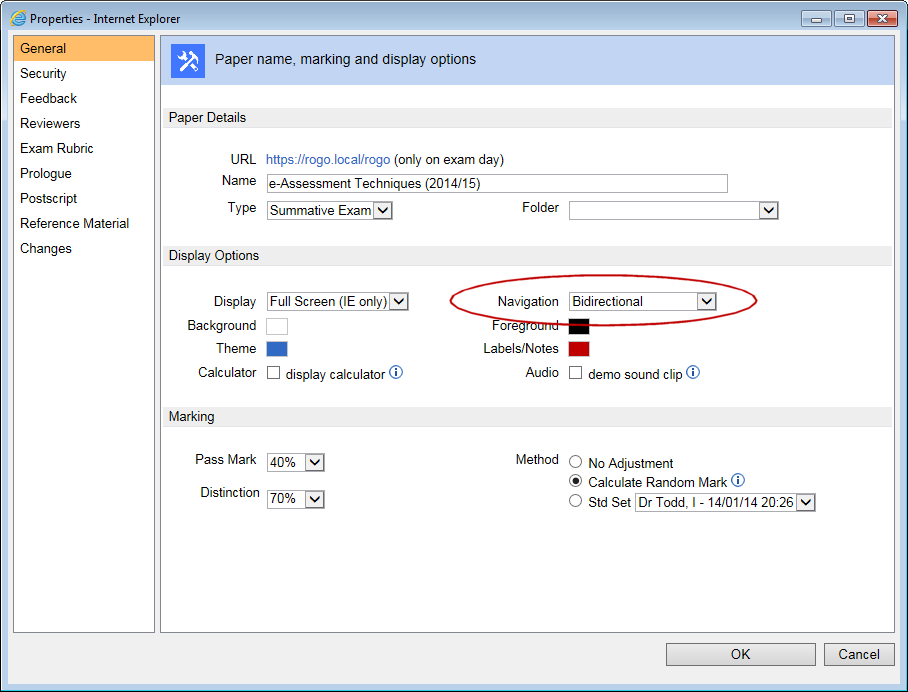 Properties - Internet Explorer
General
Security
Feedback
Reviewers
Exam Rubric
Prologue
Postscript
Reference Material
Changes
Paper name, marking and display options
Paper Details
URL https://rogo.local/rogo (only on exam day)
Name e-Assessment Techniques (2014/15)
Type Summative Exam Folder
Display Options
Display Full Screen (IE only) Navigation Bidirectional
Background Foreground
Theme Labels/Notes
Calculator display calculator i Audio demo sound clip i
Marking
Pass Mark 40% Method No Adjustment
Calculate Random Mark i
Distinction 70% Std Set Dr Todd, I - 14/01/14 20:26
OK Cancel